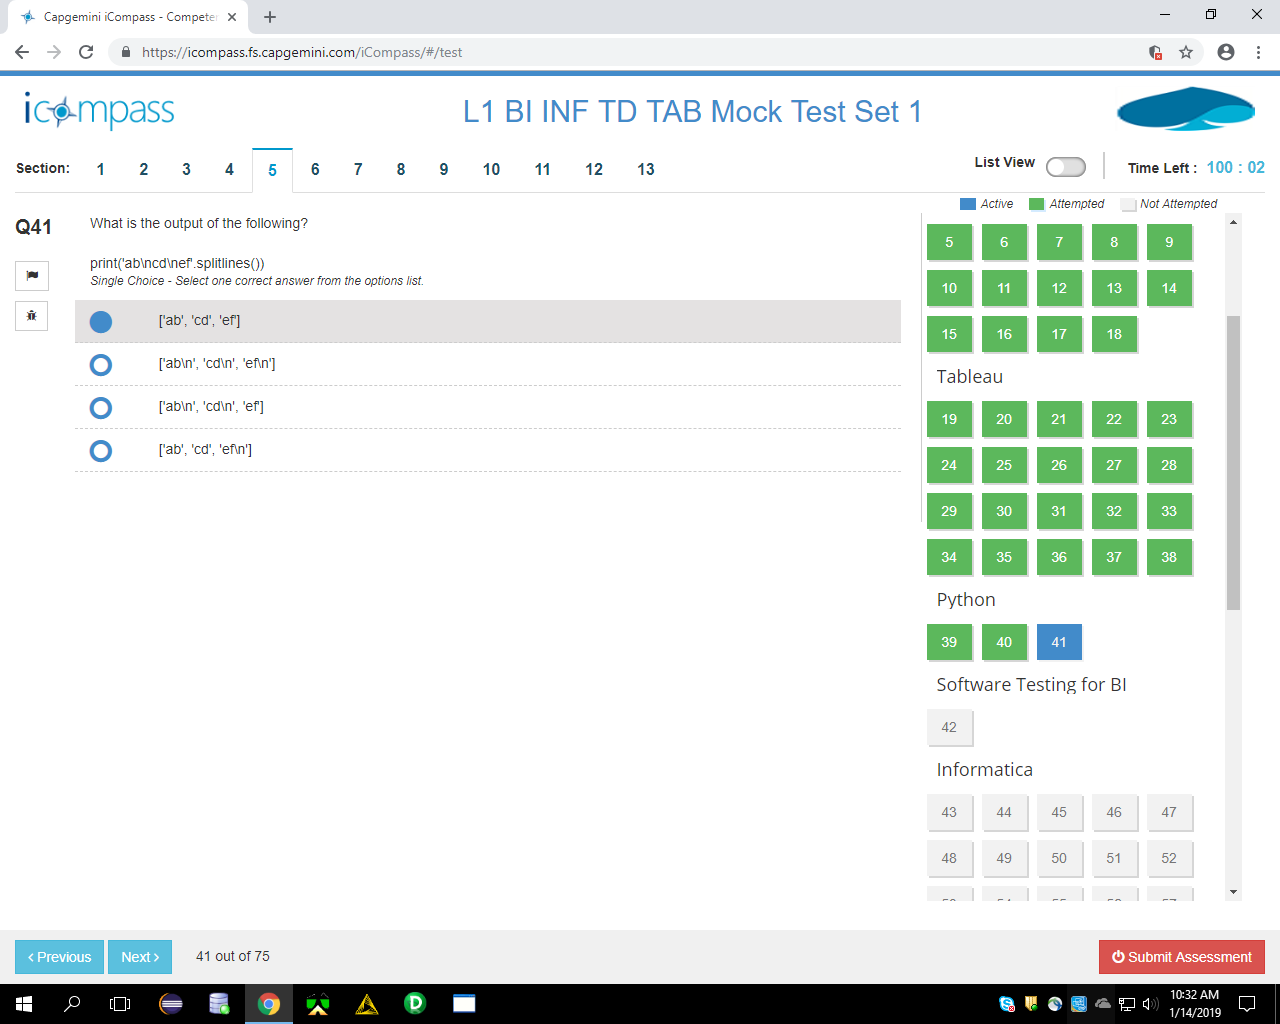 Capgemini iCompass - Competer
https://icompass.fs.capgemini.com/iCompass/#/test
icompass
L1 BI INF TD TAB Mock Test Set 1
Section: 1 2 3 4 5 6 7 8 9 10 11 12 13
List View
Time Left : 100 : 02
Active Attempted Not Attempted
Q41
What is the output of the following?
print('ab\ncd\nef'.splitlines())
Single Choice - Select one correct answer from the options list.
['ab', 'cd', 'ef']
['ab\n', 'cd\n', 'ef\n']
['ab\n', 'cd\n', 'ef']
['ab', 'cd', 'ef\n']
5 6 7 8 9
10 11 12 13 14
15 16 17 18
Tableau
19 20 21 22 23
24 25 26 27 28
29 30 31 32 33
34 35 36 37 38
Python
39 40 41
Software Testing for BI
42
Informatica
43 44 45 46 47
48 49 50 51 52
Previous
Next
41 out of 75
Submit Assessment
10:32 AM
1/14/2019